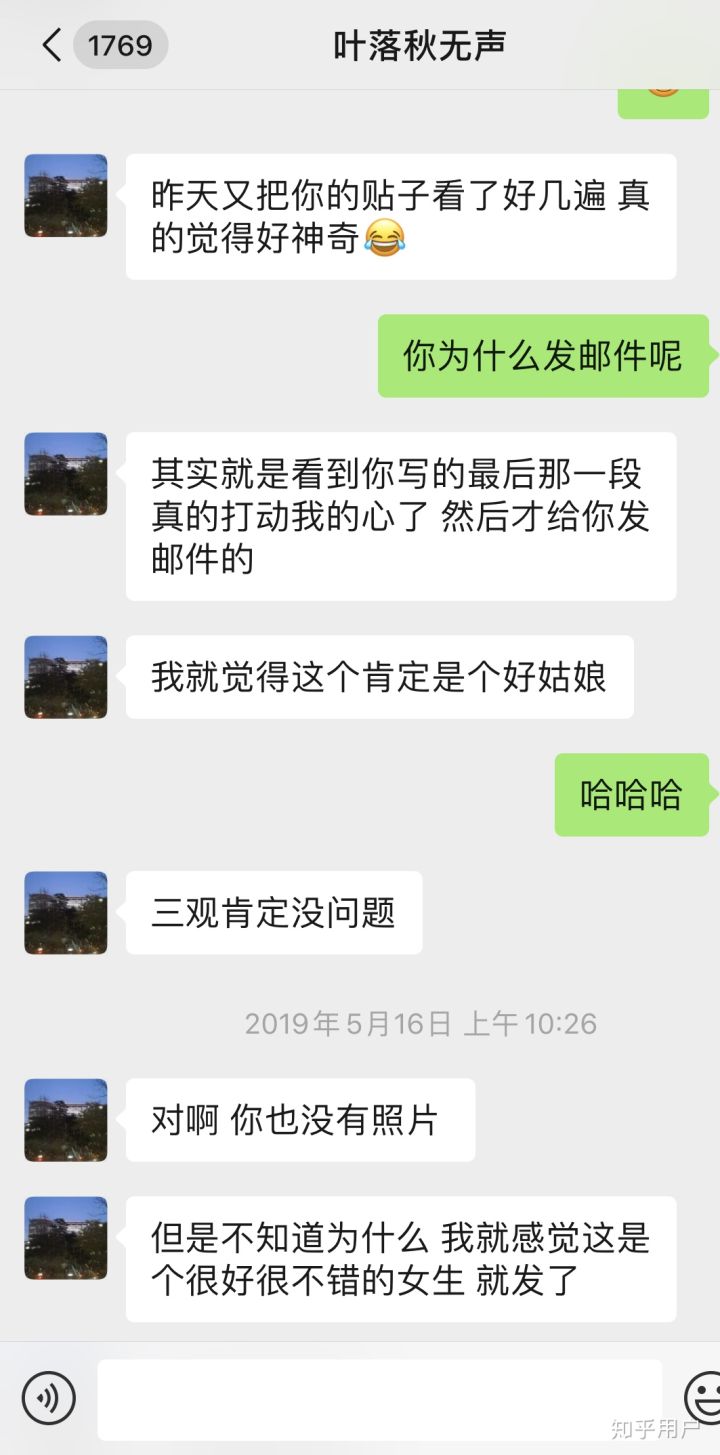 1769
叶落秋无声
昨天又把你的贴子看了好几遍 真
的觉得好神奇😂
你为什么发邮件呢
其实就是看到你写的最后那一段
真的打动我的心了 然后才给你发
邮件的
我就觉得这个肯定是个好姑娘
哈哈哈
三观肯定没问题
2019年5月16日 上午10:26
对啊 你也没有照片
但是不知道为什么 我就感觉这是
个很好很不错的女生 就发了
知乎用户